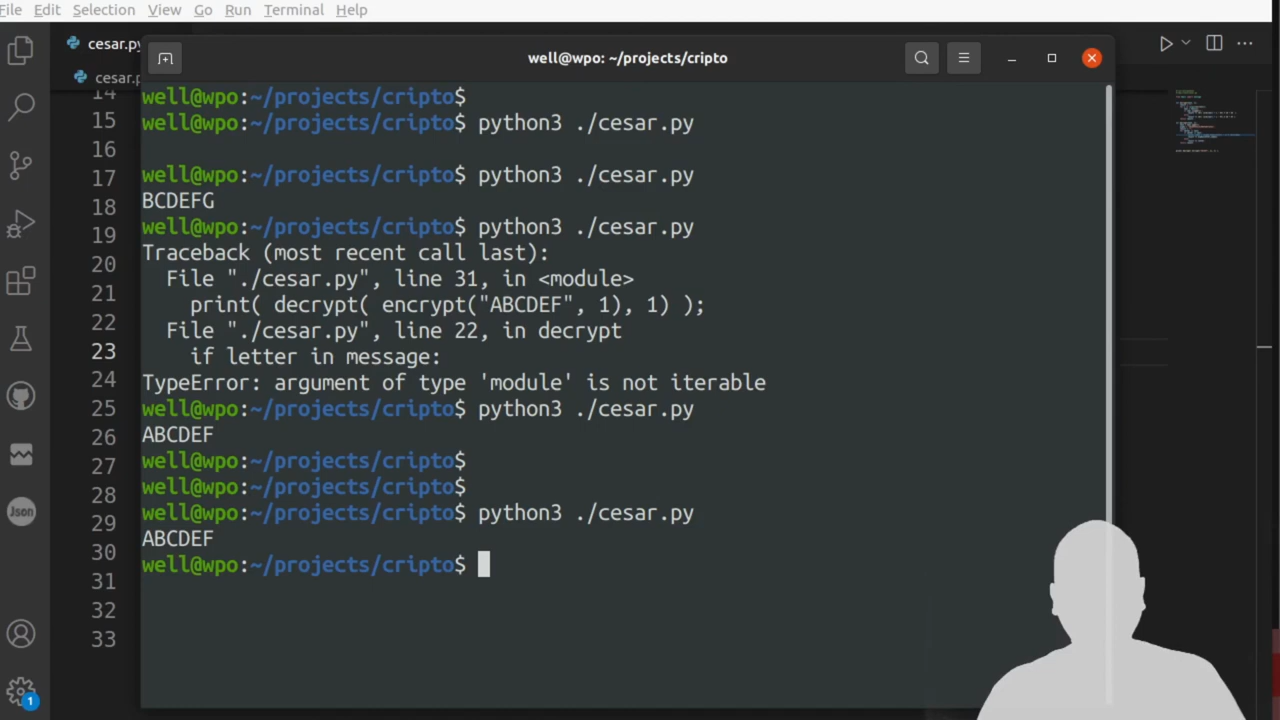 File Edit Selection View Go Run Terminal Help
cesar.py
well@wpo: ~/projects/cripto
cesar.p
14
15
16
17
18
19
20
21
22
23
24
25
26
27
28
29
30
31
32
33
well@wpo:~/projects/cripto$
well@wpo:~/projects/cripto$ python3 ./cesar.py
well@wpo:~/projects/cripto$ python3 ./cesar.py
BCDEFG
well@wpo:~/projects/cripto$ python3 ./cesar.py
Traceback (most recent call last):
File "./cesar.py", line 31, in <module>
print( decrypt( encrypt("ABCDEF", 1), 1) );
File "./cesar.py", line 22, in decrypt
if letter in message:
TypeError: argument of type 'module' is not iterable
well@wpo:~/projects/cripto$ python3 ./cesar.py
ABCDEF
well@wpo:~/projects/cripto$
well@wpo:~/projects/cripto$
well@wpo:~/projects/cripto$ python3 ./cesar.py
ABCDEF
well@wpo:~/projects/cripto$
Json
1